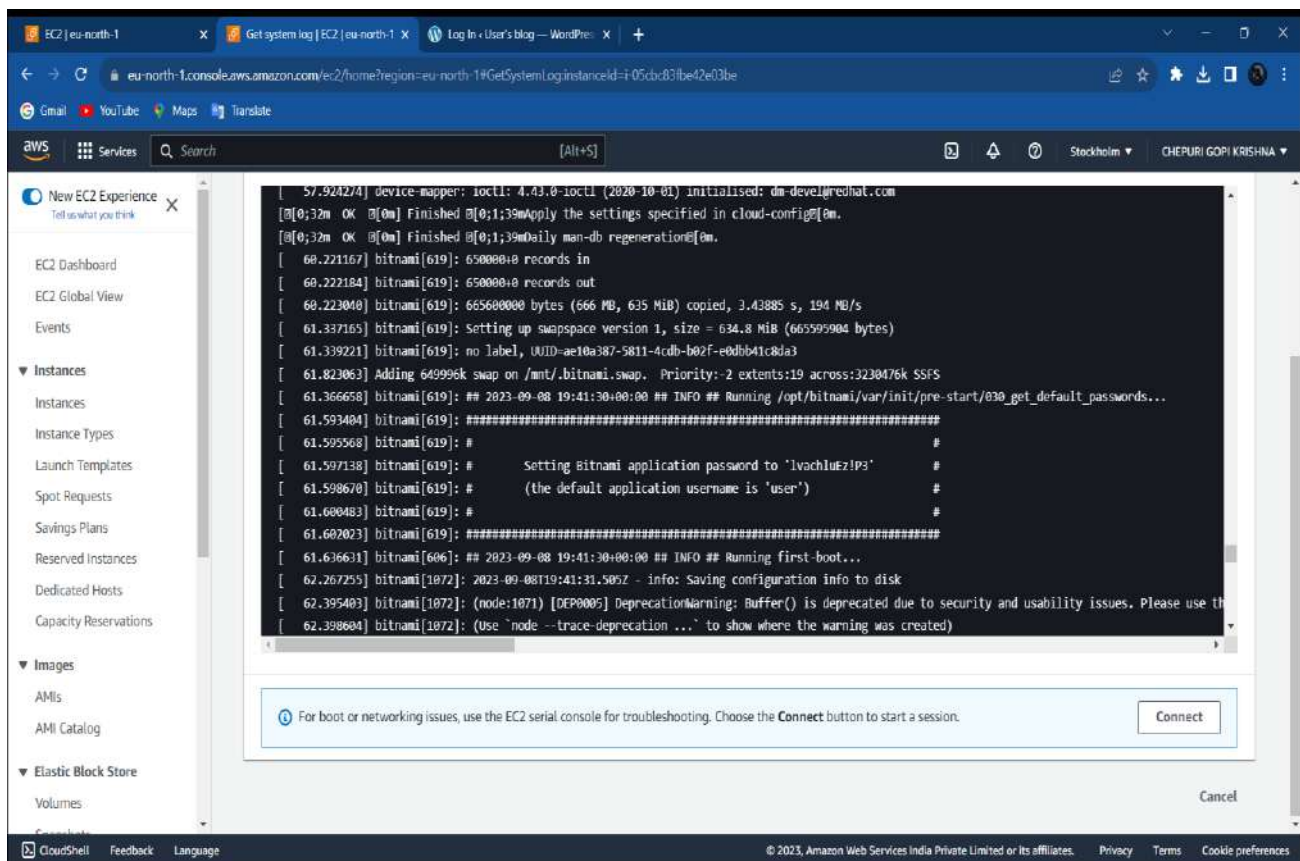 EC2 | eu-north-1
Get system log | EC2 | eu-north-1
Log In ‹ User's blog — WordPres
eu-north-1.console.aws.amazon.com/ec2/home?region=eu-north-1#GetSystemLog:instanceId=i-05cbc83fbe42e03be
Gmail YouTube Maps Translate
aws Services Search [Alt+S] Stockholm ▼ CHEPURI GOPI KRISHNA ▼
New EC2 Experience
Tell us what you think
EC2 Dashboard
EC2 Global View
Events
▼ Instances
Instances
Instance Types
Launch Templates
Spot Requests
Savings Plans
Reserved Instances
Dedicated Hosts
Capacity Reservations
▼ Images
AMIs
AMI Catalog
▼ Elastic Block Store
Volumes
[ 57.924274] device-mapper: ioctl: 4.43.0-ioctl (2020-10-01) initialised: dm-devel@redhat.com
[[0;32m OK [0m] Finished [0;1;39mApply the settings specified in cloud-config[0m.
[[0;32m OK [0m] Finished [0;1;39mDaily man-db regeneration[0m.
[ 60.221167] bitnami[619]: 650000+0 records in
[ 60.222184] bitnami[619]: 650000+0 records out
[ 60.223040] bitnami[619]: 665600000 bytes (666 MB, 635 MiB) copied, 3.43885 s, 194 MB/s
[ 61.337165] bitnami[619]: Setting up swapspace version 1, size = 634.8 MiB (665595904 bytes)
[ 61.339221] bitnami[619]: no label, UUID=ae10a387-5811-4cdb-b02f-e0dbb41c8da3
[ 61.823063] Adding 649996k swap on /mnt/.bitnami.swap. Priority:-2 extents:19 across:3230476k SSFS
[ 61.366658] bitnami[619]: ## 2023-09-08 19:41:30+00:00 ## INFO ## Running /opt/bitnami/var/init/pre-start/030_get_default_passwords...
[ 61.593404] bitnami[619]: #########################################################################
[ 61.595568] bitnami[619]: # #
[ 61.597138] bitnami[619]: # Setting Bitnami application password to 'lvachluEz!P3' #
[ 61.598670] bitnami[619]: # (the default application username is 'user') #
[ 61.600483] bitnami[619]: # #
[ 61.602023] bitnami[619]: #########################################################################
[ 61.636631] bitnami[606]: ## 2023-09-08 19:41:30+00:00 ## INFO ## Running first-boot...
[ 62.267255] bitnami[1072]: 2023-09-08T19:41:31.505Z - info: Saving configuration info to disk
[ 62.395403] bitnami[1072]: (node:1071) [DEP0005] DeprecationWarning: Buffer() is deprecated due to security and usability issues. Please use th
[ 62.398604] bitnami[1072]: (Use `node --trace-deprecation ...` to show where the warning was created)
For boot or networking issues, use the EC2 serial console for troubleshooting. Choose the Connect button to start a session.
Connect
Cancel
CloudShell Feedback Language © 2023, Amazon Web Services India Private Limited or its affiliates. Privacy Terms Cookie preferences